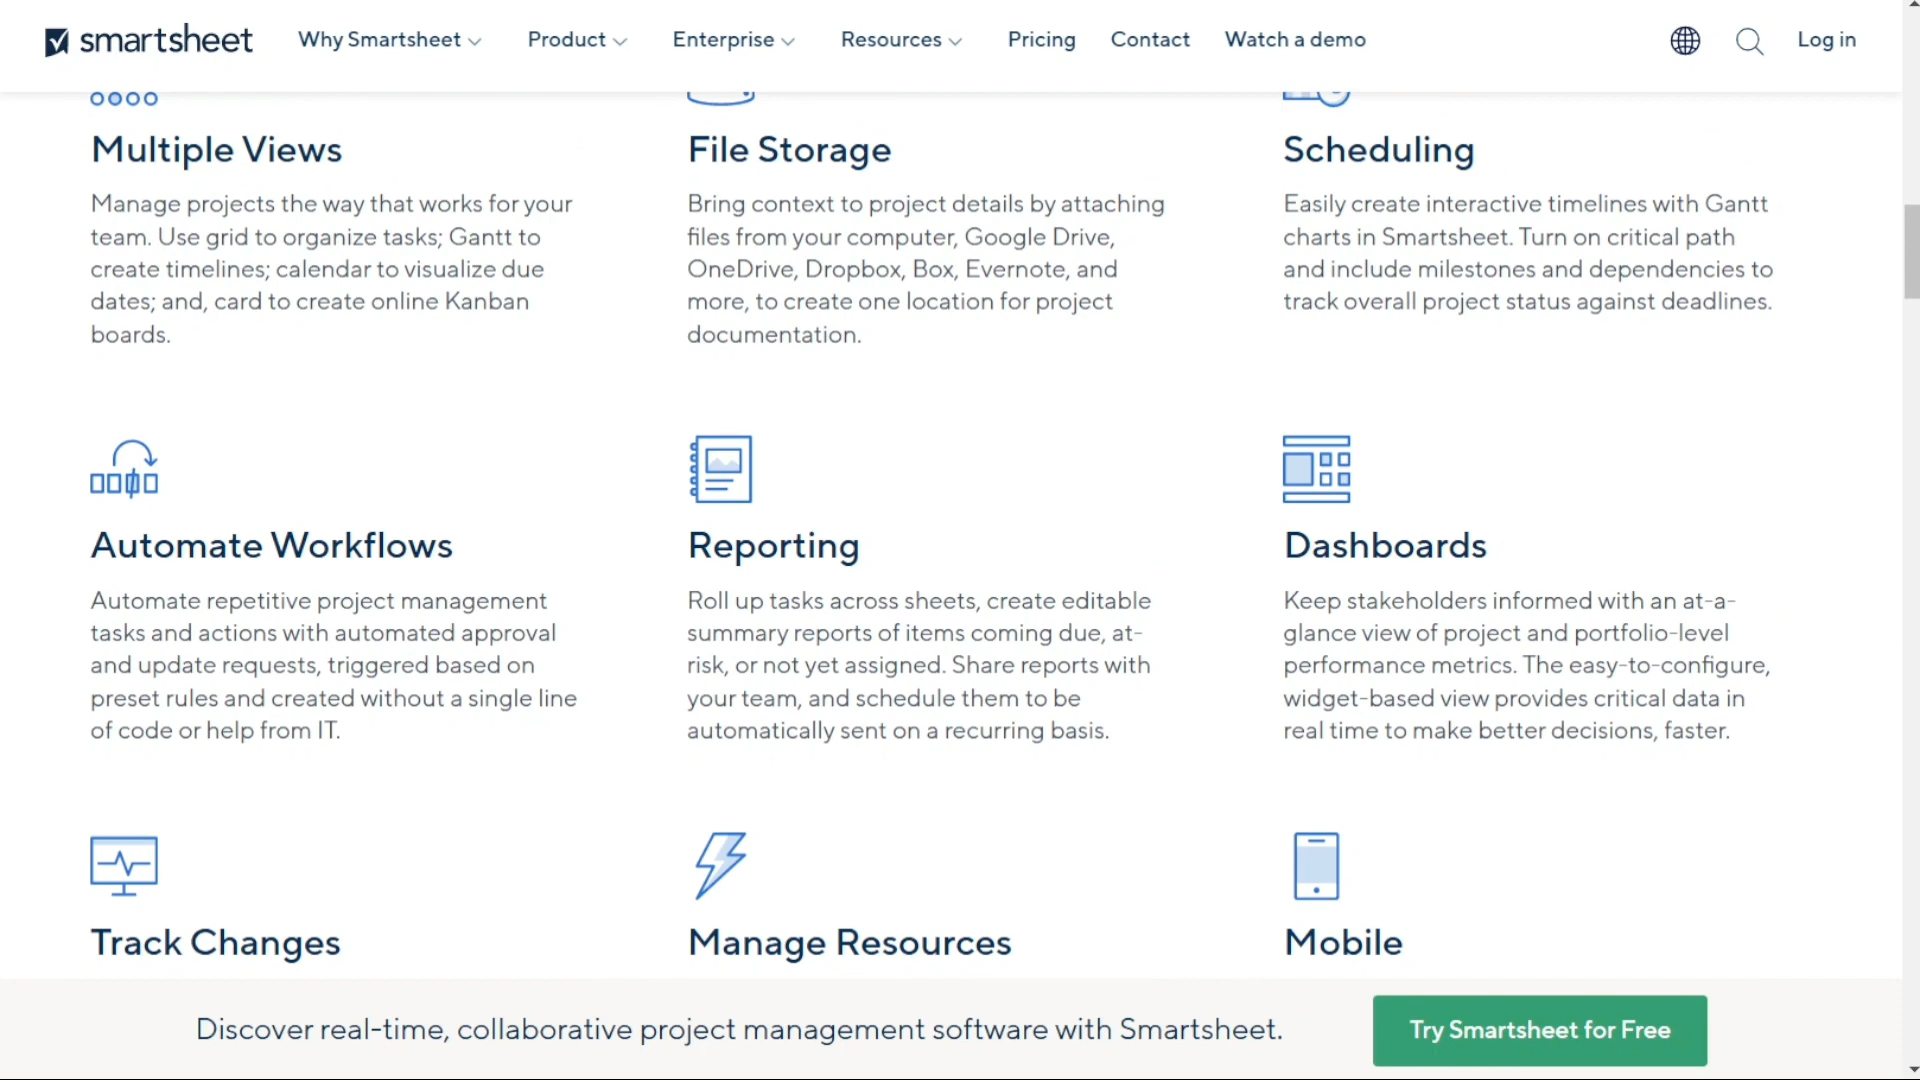 smartsheet Why Smartsheet Product Enterprise Resources Pricing Contact Watch a demo Log in
Multiple Views
Manage projects the way that works for your
team. Use grid to organize tasks; Gantt to
create timelines; calendar to visualize due
dates; and, card to create online Kanban
boards.
File Storage
Bring context to project details by attaching
files from your computer, Google Drive,
OneDrive, Dropbox, Box, Evernote, and
more, to create one location for project
documentation.
Scheduling
Easily create interactive timelines with Gantt
charts in Smartsheet. Turn on critical path
and include milestones and dependencies to
track overall project status against deadlines.
Automate Workflows
Automate repetitive project management
tasks and actions with automated approval
and update requests, triggered based on
preset rules and created without a single line
of code or help from IT.
Reporting
Roll up tasks across sheets, create editable
summary reports of items coming due, at-
risk, or not yet assigned. Share reports with
your team, and schedule them to be
automatically sent on a recurring basis.
Dashboards
Keep stakeholders informed with an at-a-
glance view of project and portfolio-level
performance metrics. The easy-to-configure,
widget-based view provides critical data in
real time to make better decisions, faster.
Track Changes
Manage Resources
Mobile
Discover real-time, collaborative project management software with Smartsheet.
Try Smartsheet for Free